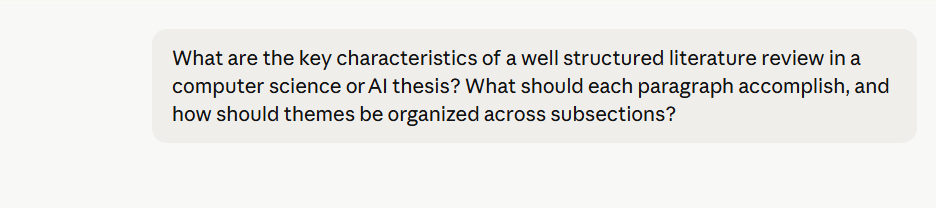 What are the key characteristics of a well structured literature review in a
computer science or AI thesis? What should each paragraph accomplish, and
how should themes be organized across subsections?